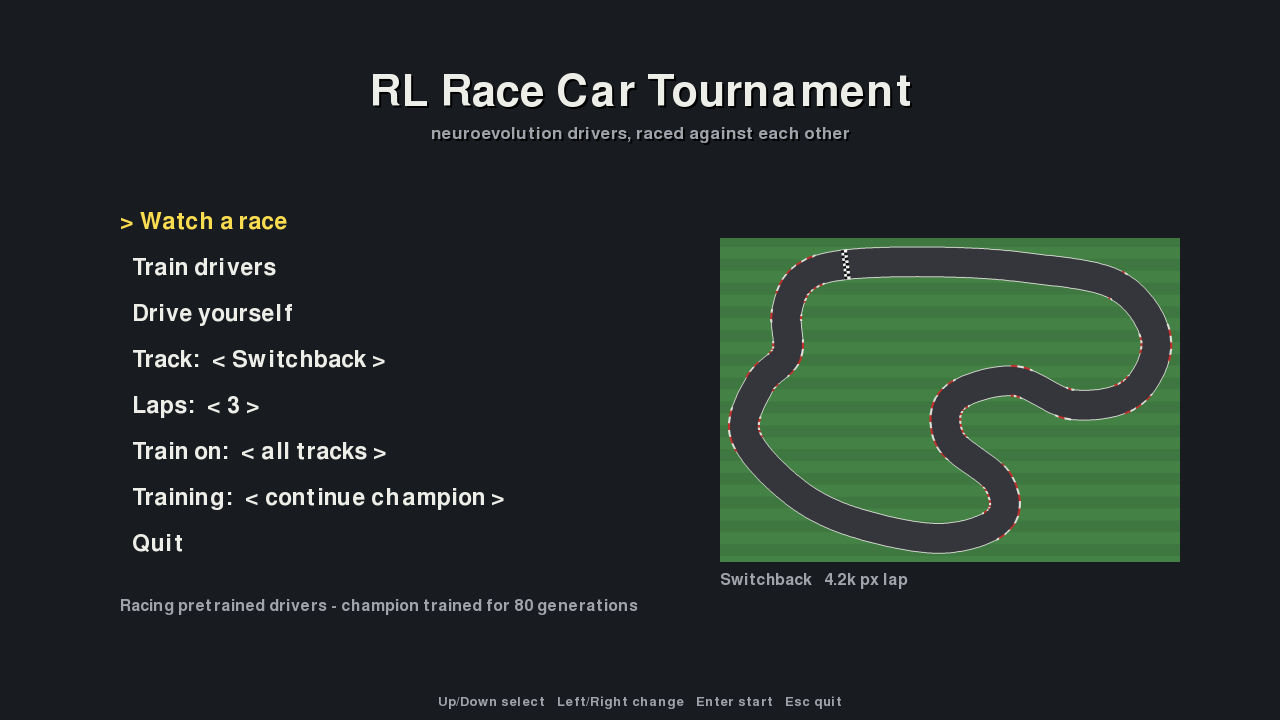 RL Race Car Tournament
neuroevolution drivers, raced against each other
> Watch a race
Train drivers
Drive yourself
Track: < Switchback >
Laps: < 3 >
Train on: < all tracks >
Training: < continue champion >
Quit
Switchback 4.2k px lap
Racing pretrained drivers - champion trained for 80 generations
Up/Down select Left/Right change Enter start Esc quit